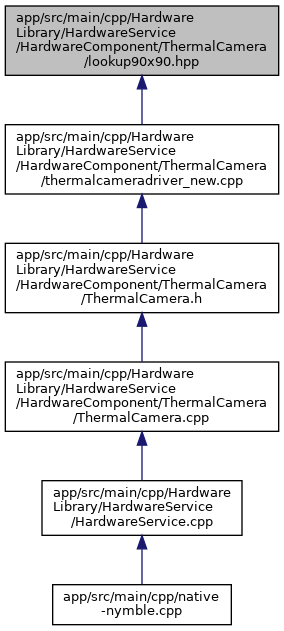 app/src/main/cpp/Hardware
Library/HardwareService
/HardwareComponent/ThermalCamera
/lookup90x90.hpp
app/src/main/cpp/Hardware
Library/HardwareService
/HardwareComponent/ThermalCamera
/thermalcameradriver_new.cpp
app/src/main/cpp/Hardware
Library/HardwareService
/HardwareComponent/ThermalCamera
/ThermalCamera.h
app/src/main/cpp/Hardware
Library/HardwareService
/HardwareComponent/ThermalCamera
/ThermalCamera.cpp
app/src/main/cpp/Hardware
Library/HardwareService
/HardwareService.cpp
app/src/main/cpp/native
-nymble.cpp